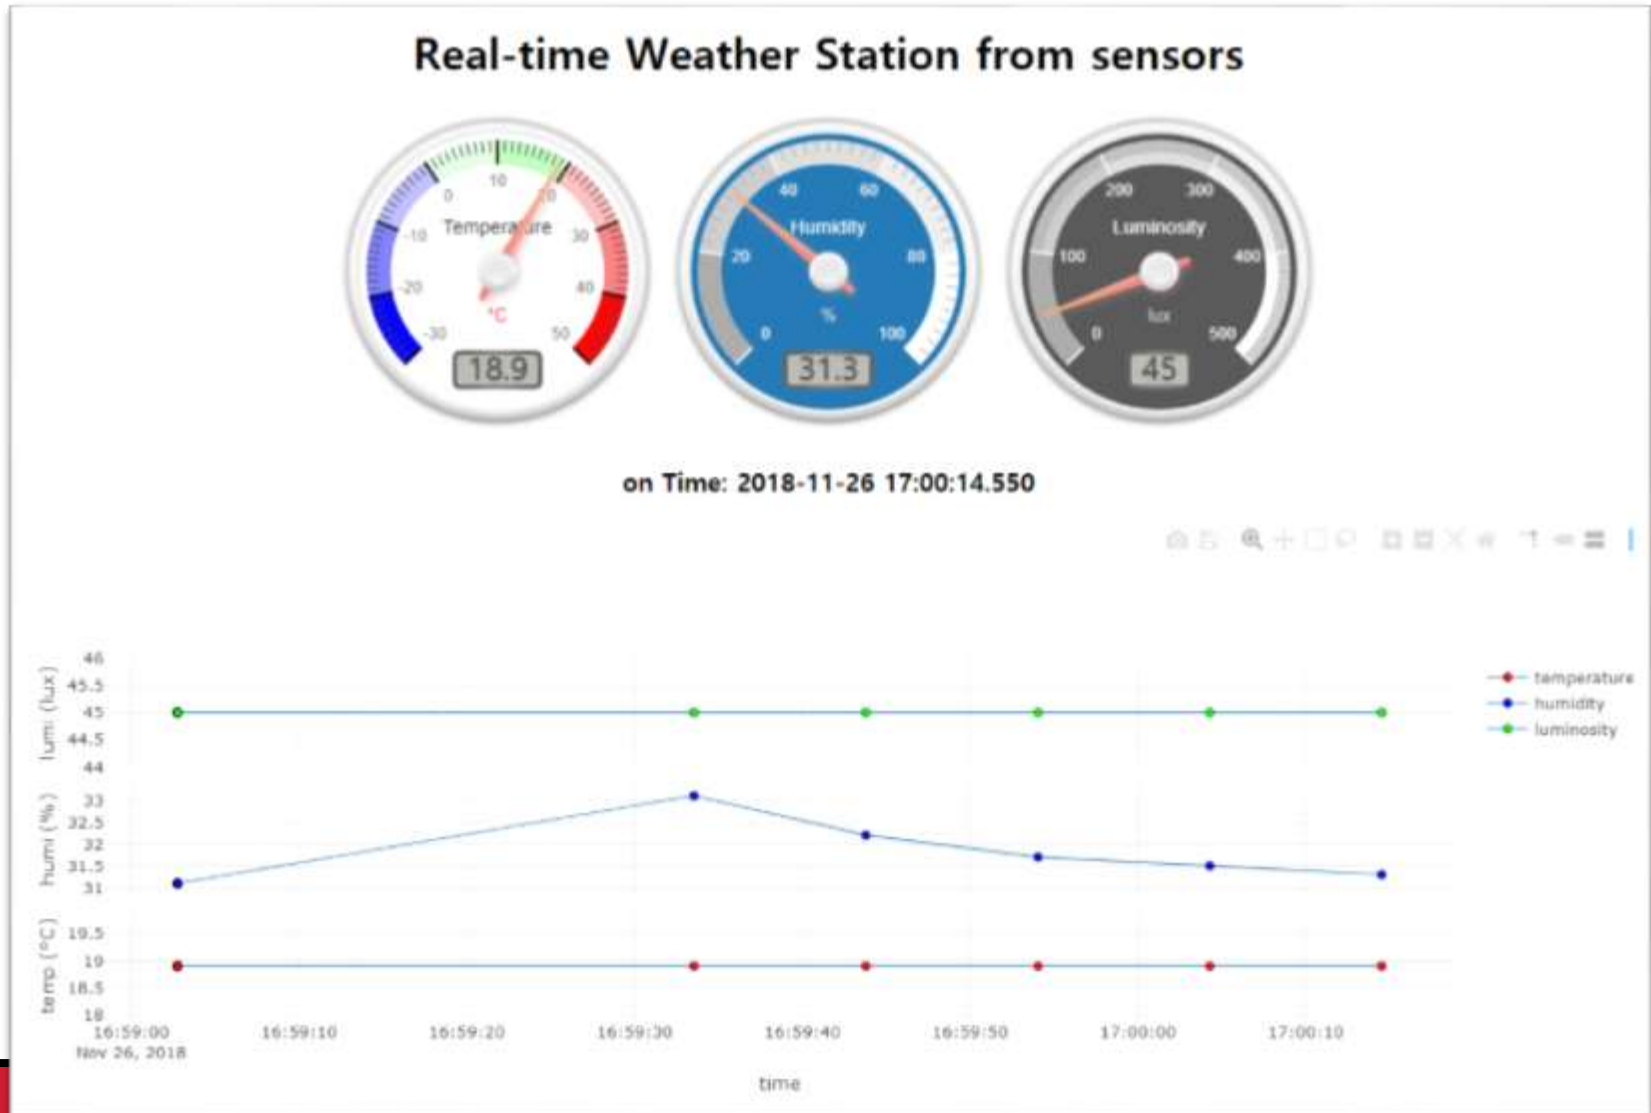 Real-time Weather Station from sensors
10
0
20
Temperature
-10
30
-20
40
°C
-30
50
18.9
40
60
Humidity
20
80
%
0
100
31.3
200
300
Luminosity
100
400
lux
0
500
45
on Time: 2018-11-26 17:00:14.550
lumi (lux)
46
45.5
45
44.5
44
humi (%)
33
32.5
32
31.5
31
temp (°C)
19.5
19
18.5
18
temperature
humidity
luminosity
16:59:00 16:59:10 16:59:20 16:59:30 16:59:40 16:59:50 17:00:00 17:00:10
Nov 26, 2018
time